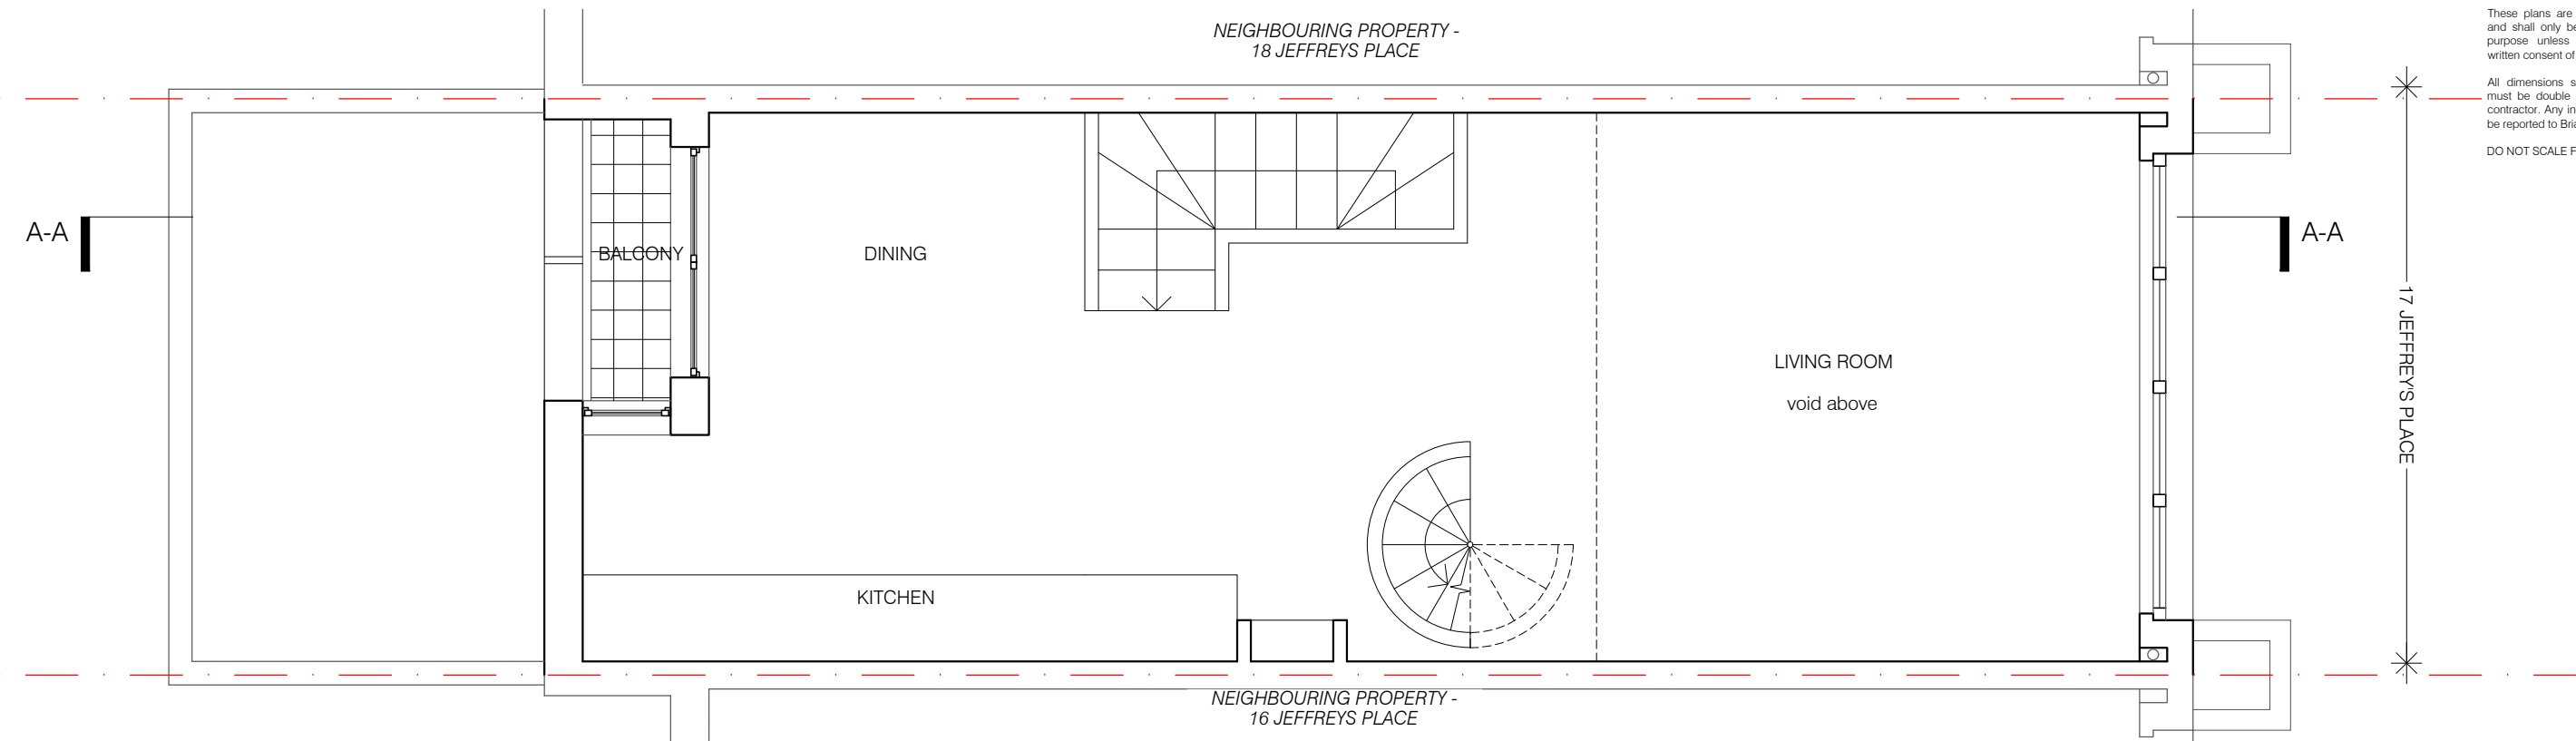 NEIGHBOURING PROPERTY -
18 JEFFREYS PLACE
These plans are
and shall only be
purpose unless
written consent of
All dimensions s
must be double
contractor. Any in
be reported to Bria
DO NOT SCALE F
A-A
BALCONY
DINING
A-A
LIVING ROOM
void above
17 JEFFREY'S PLACE
KITCHEN
NEIGHBOURING PROPERTY -
16 JEFFREYS PLACE